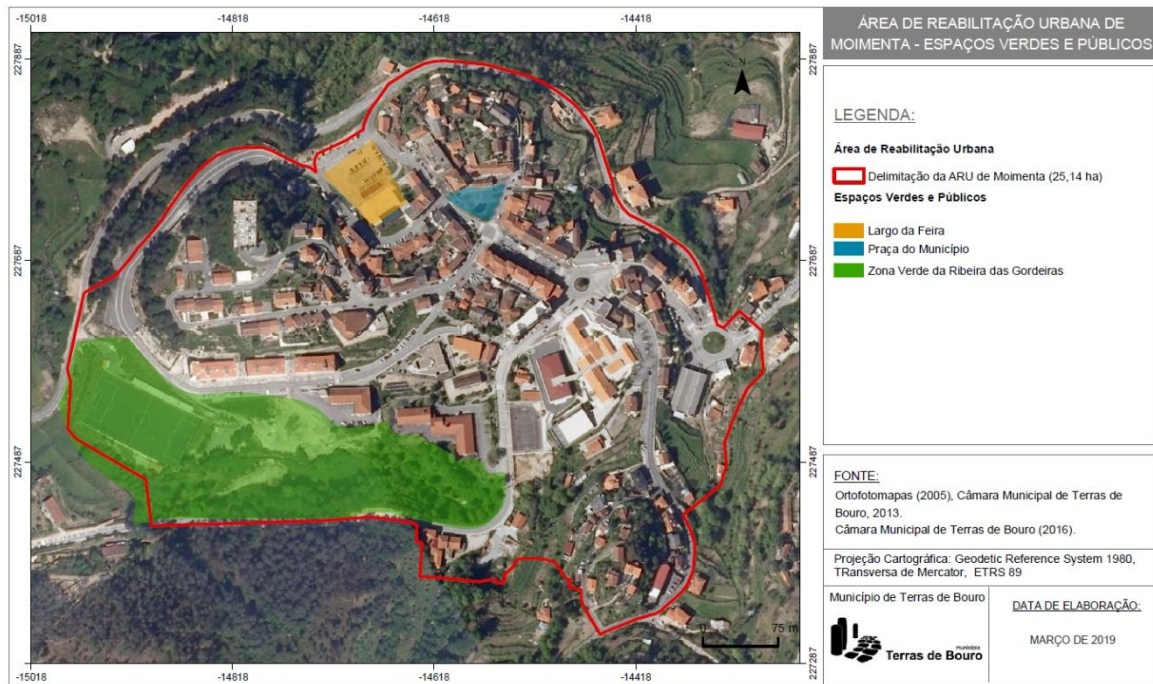 -15018 -14818 -14618 -14418
227887
227687
227487
227287
227887
227687
227487
227287
N
0 75 m
-15018 -14818 -14618 -14418
ÁREA DE REABILITAÇÃO URBANA DE
MOIMENTA - ESPAÇOS VERDES E PÚBLICOS
LEGENDA:
Área de Reabilitação Urbana
Delimitação da ARU de Moimenta (25,14 ha)
Espaços Verdes e Públicos
Largo da Feira
Praça do Município
Zona Verde da Ribeira das Gordeiras
FONTE:
Ortofotomapas (2005), Câmara Municipal de Terras de
Bouro, 2013.
Câmara Municipal de Terras de Bouro (2016).
Projeção Cartográfica: Geodetic Reference System 1980,
TRansversa de Mercator, ETRS 89
Município de Terras de Bouro
município
Terras de Bouro
DATA DE ELABORAÇÃO:
MARÇO DE 2019